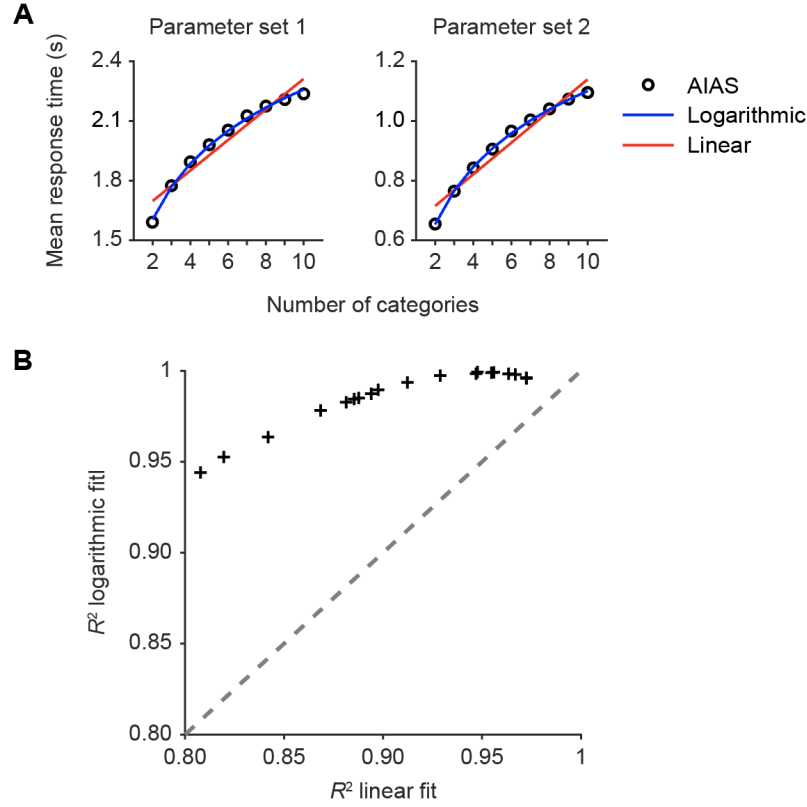 A
Parameter set 1
Parameter set 2
Mean response time (s)
2.4
2.1
1.8
1.5
2 4 6 8 10
1.2
1.0
0.8
0.6
2 4 6 8 10
AIAS
Logarithmic
Linear
Number of categories
B
R² logarithmic fitl
1
0.95
0.90
0.85
0.80
0.80 0.85 0.90 0.95 1
R² linear fit